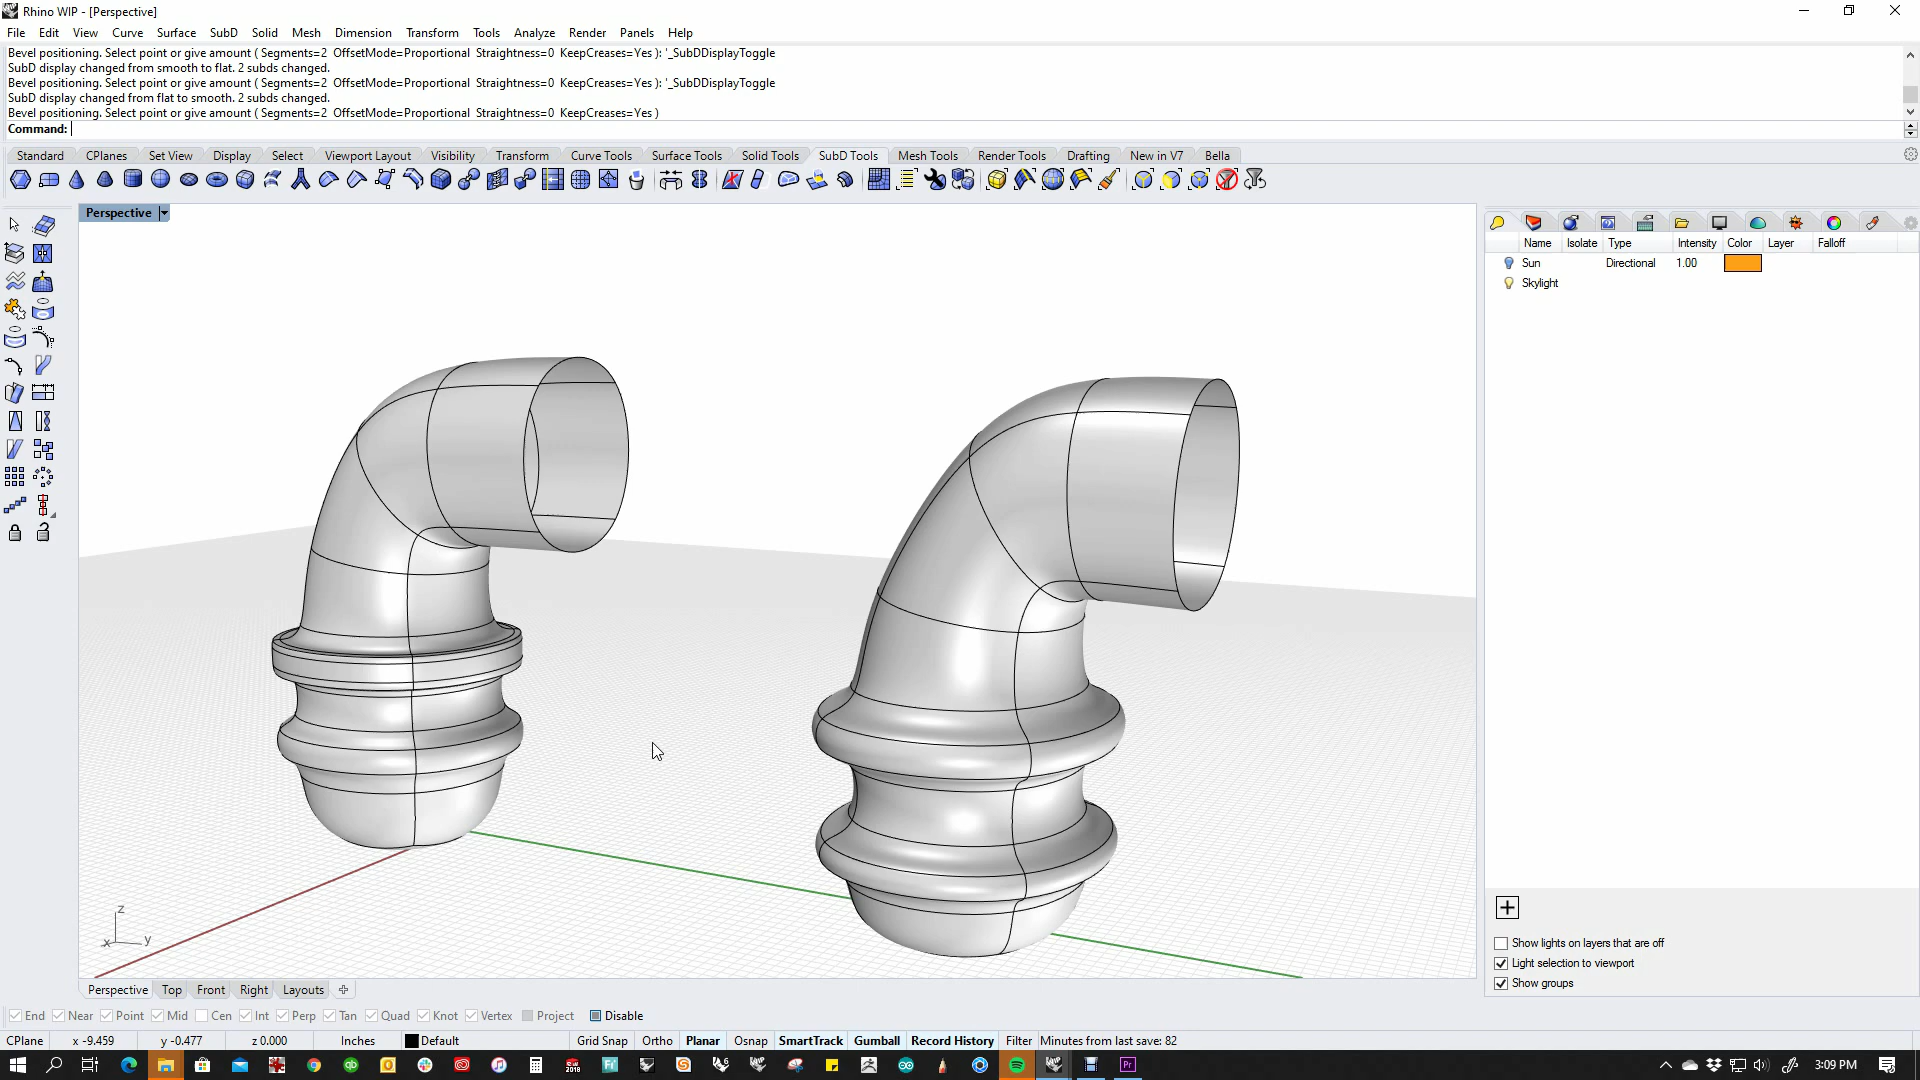 Rhino WIP - [Perspective]
File Edit View Curve Surface SubD Solid Mesh Dimension Transform Tools Analyze Render Panels Help
Bevel positioning. Select point or give amount ( Segments=2 OffsetMode=Proportional Straightness=0 KeepCreases=Yes ): '_SubDDisplayToggle
SubD display changed from smooth to flat. 2 subds changed.
Bevel positioning. Select point or give amount ( Segments=2 OffsetMode=Proportional Straightness=0 KeepCreases=Yes ): '_SubDDisplayToggle
SubD display changed from flat to smooth. 2 subds changed.
Bevel positioning. Select point or give amount ( Segments=2 OffsetMode=Proportional Straightness=0 KeepCreases=Yes )
Command:
Standard CPlanes Set View Display Select Viewport Layout Visibility Transform Curve Tools Surface Tools Solid Tools SubD Tools Mesh Tools Render Tools Drafting New in V7 Bella
Perspective
Name Isolate Type Intensity Color Layer Falloff
Sun Directional 1.00
Skylight
z
x y
Show lights on layers that are off
Light selection to viewport
Show groups
Perspective Top Front Right Layouts
End Near Point Mid Cen Int Perp Tan Quad Knot Vertex Project Disable
CPlane x -9.459 y -0.477 z 0.000 Inches Default Grid Snap Ortho Planar Osnap SmartTrack Gumball Record History Filter Minutes from last save: 82
3:09 PM